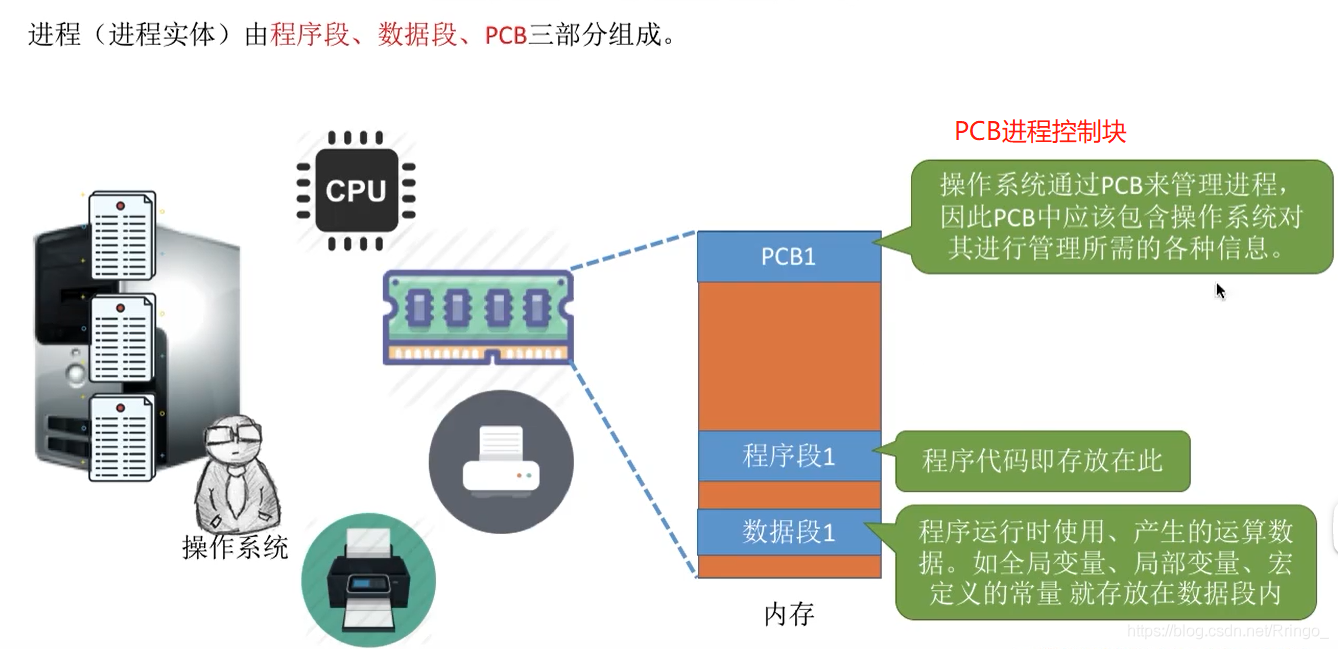 进程（进程实体）由程序段、数据段、PCB三部分组成。
PCB进程控制块
CPU
操作系统通过PCB来管理进程，
因此PCB中应该包含操作系统对
其进行管理所需的各种信息。
PCB1
程序段1
程序代码即存放在此
数据段1
程序运行时使用、产生的运算数
据。如全局变量、局部变量、宏
定义的常量 就存放在数据段内
操作系统
内存
https://blog.csdn.net/Rringo_